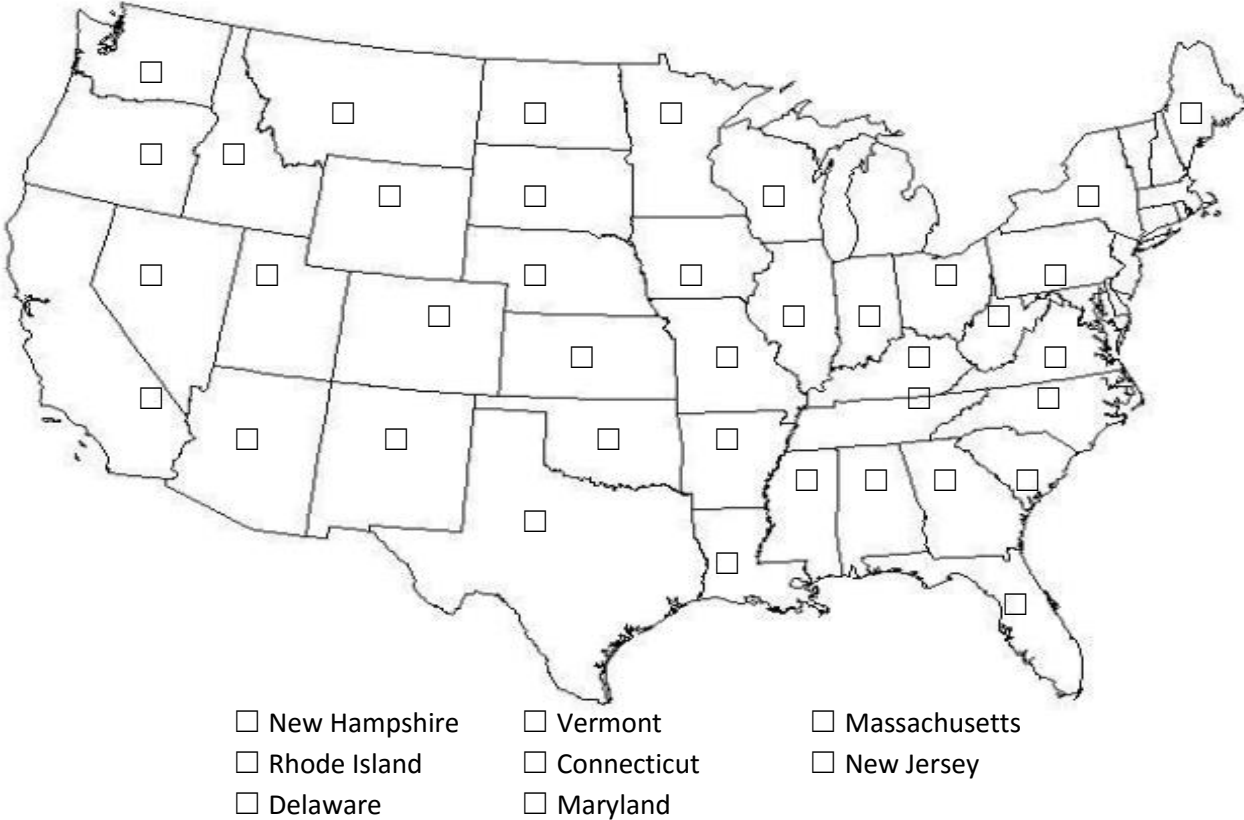 ☐ New Hampshire ☐ Vermont ☐ Massachusetts
☐ Rhode Island ☐ Connecticut ☐ New Jersey
☐ Delaware ☐ Maryland